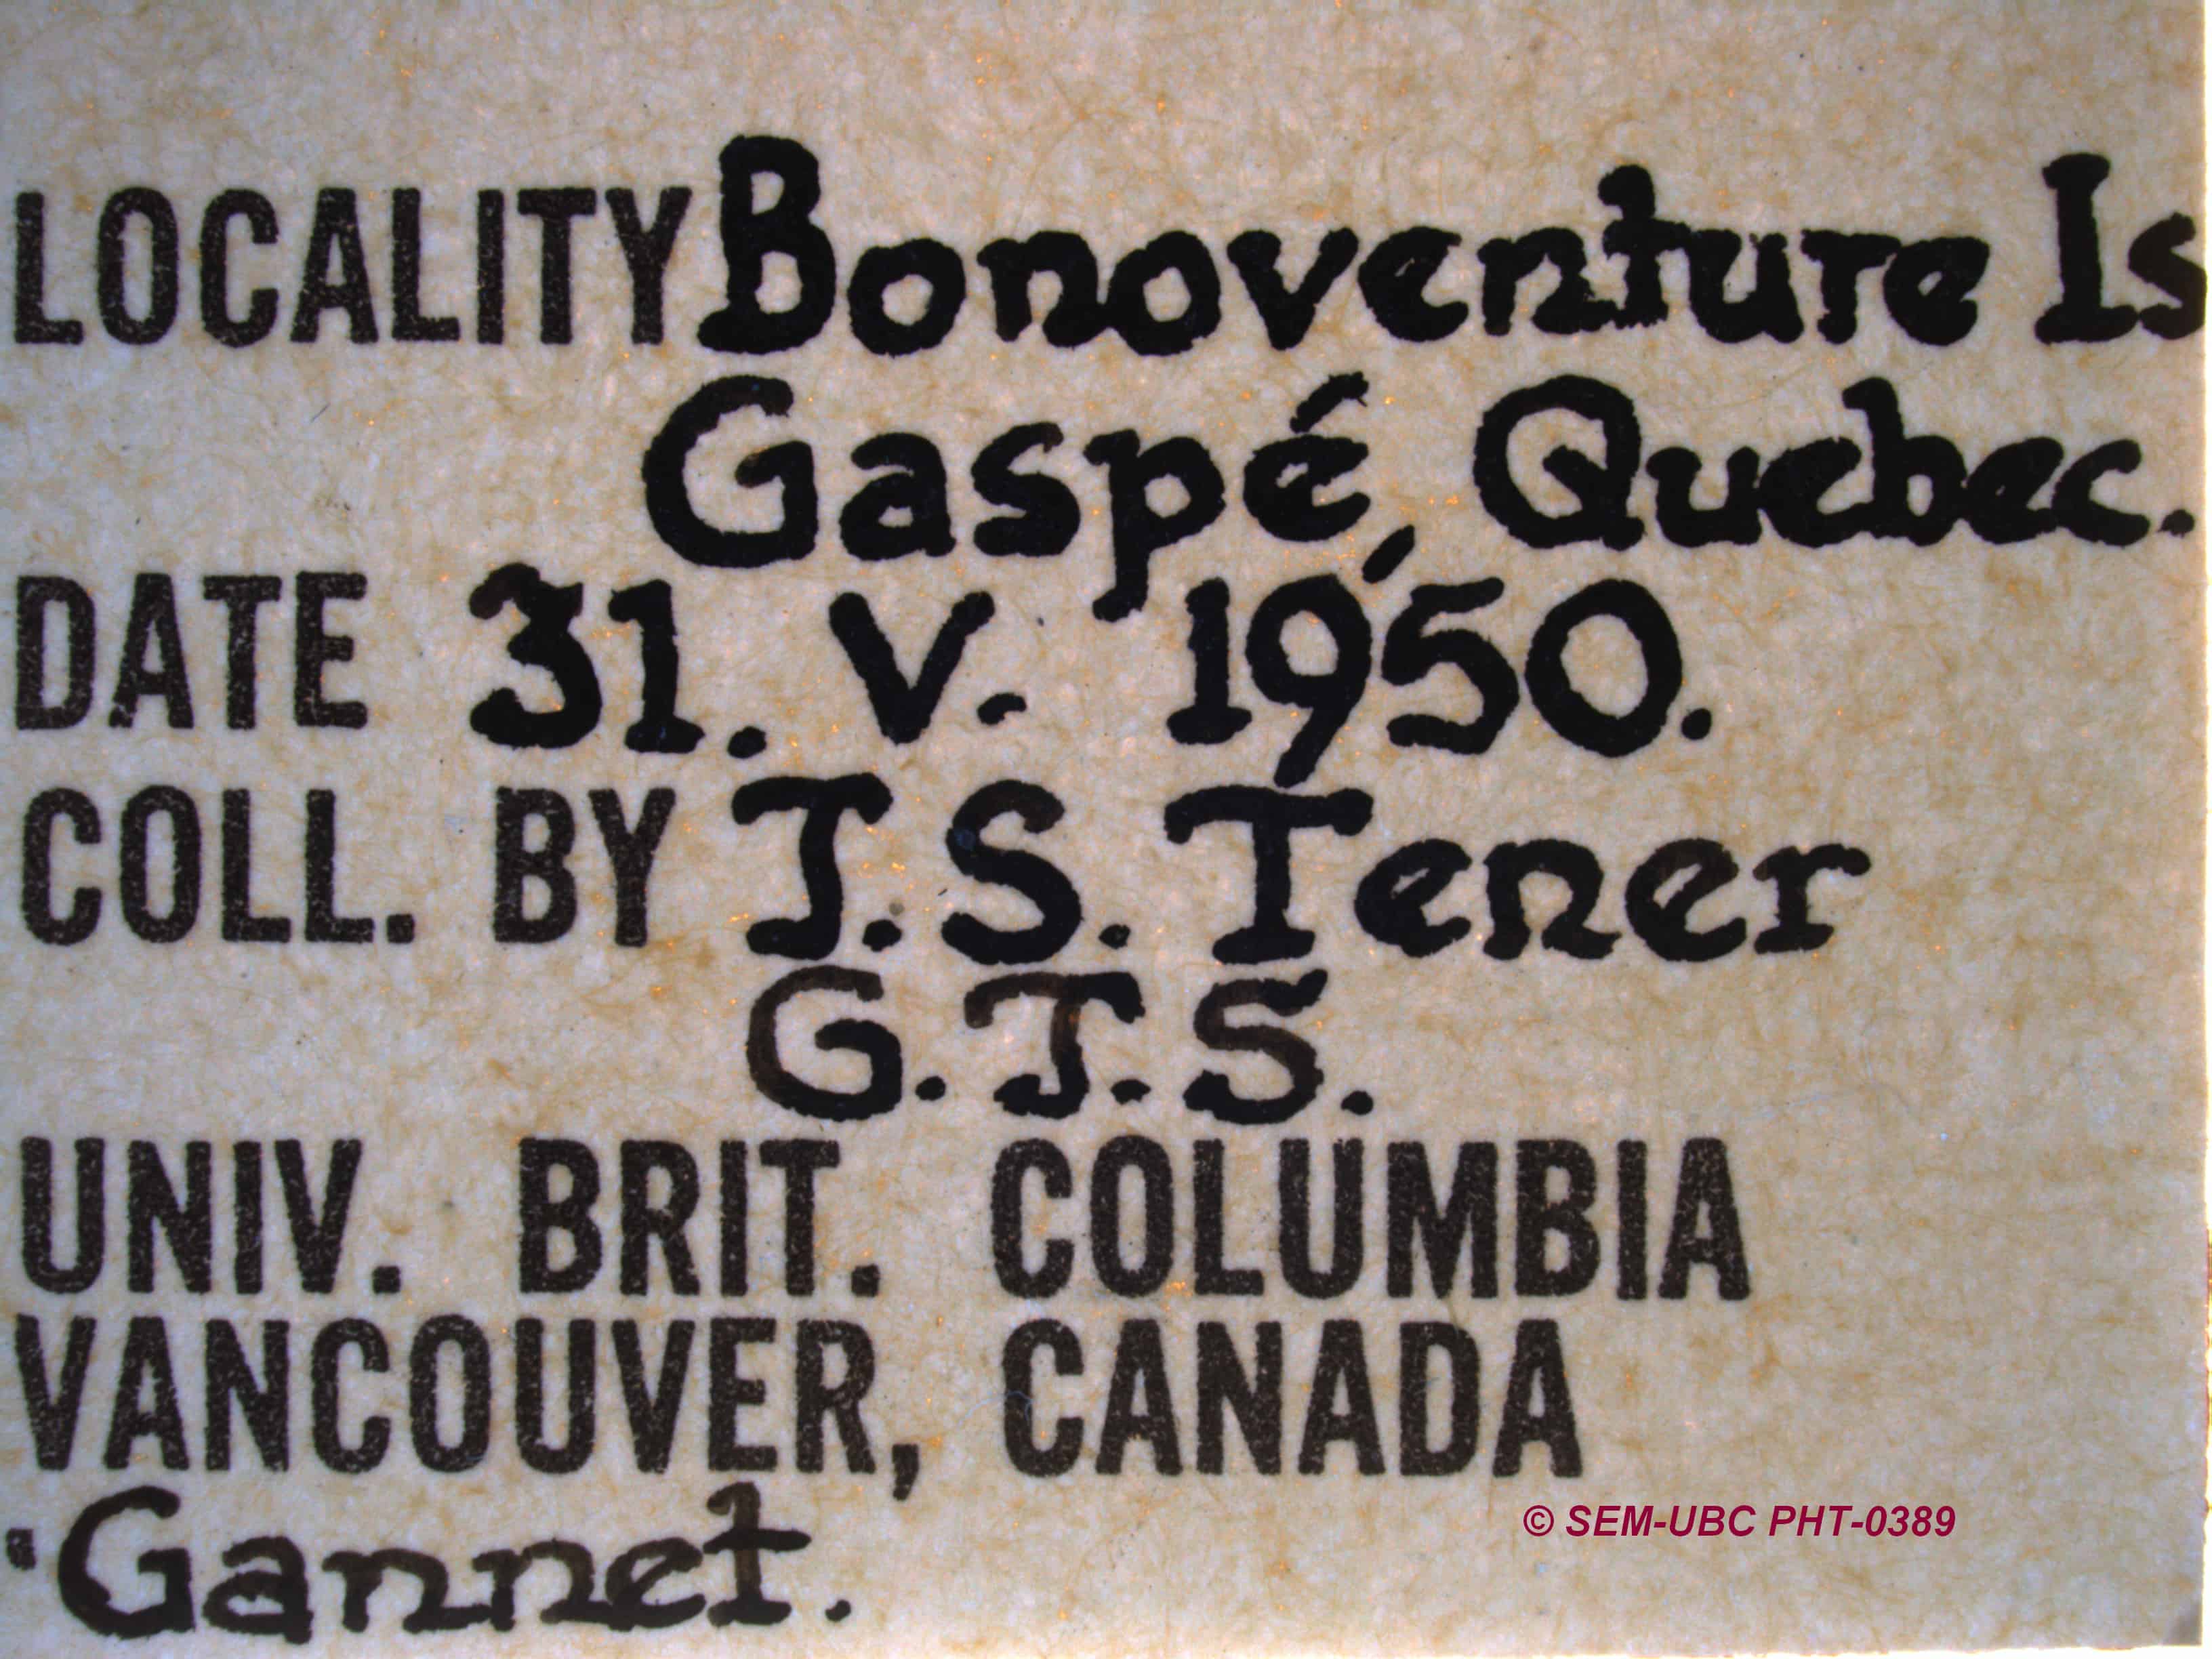 LOCALITY Bonoventure Is
Gaspé, Quebec.
DATE 31. V. 1950.
COLL. BY J. S. Tener
G. J. S.
UNIV. BRIT. COLUMBIA
VANCOUVER, CANADA
Gannet.
© SEM-UBC PHT-0389